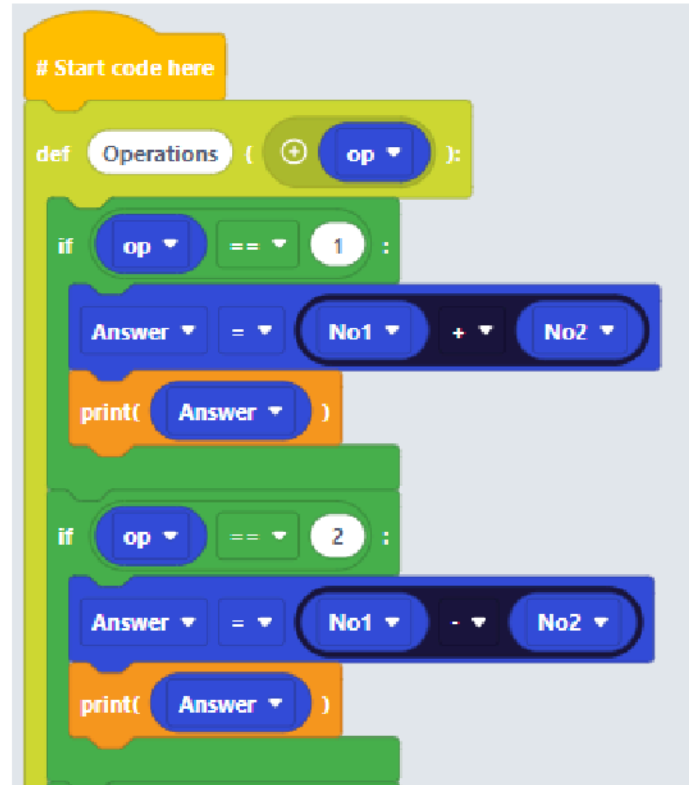 # Start code here
def Operations ( op ):
if op == 1 :
Answer = No1 + No2
print( Answer )
if op == 2 :
Answer = No1 - No2
print( Answer )